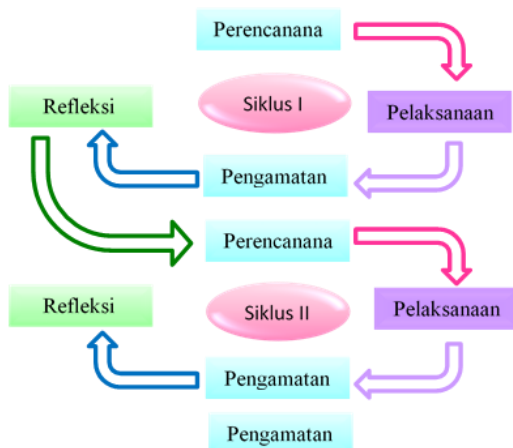 Perencanana
Refleksi
Siklus I
Pelaksanaan
Pengamatan
Perencanana
Refleksi
Siklus II
Pelaksanaan
Pengamatan
Pengamatan